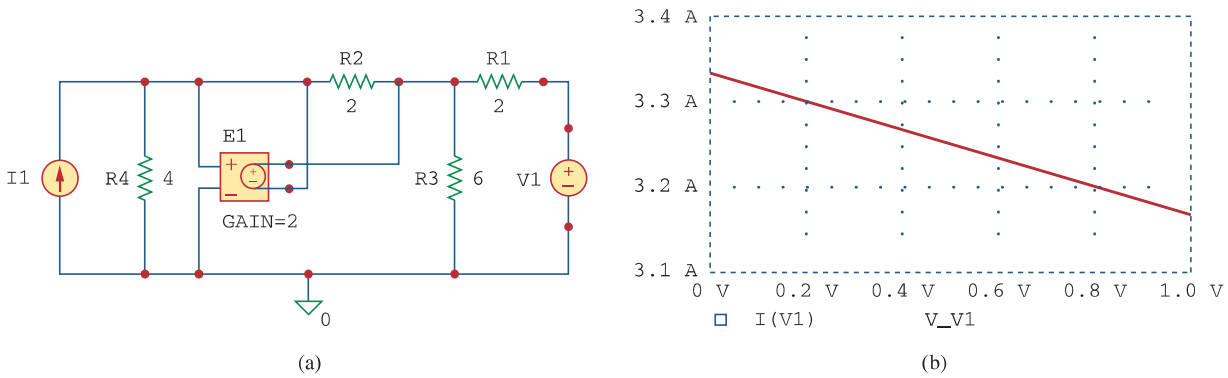 R2
R1
2
2
E1
+
−
+
−
I1
R4
4
R3
6
V1
+
−
GAIN=2
0
(a)
3.4 A
3.3 A
3.2 A
3.1 A
0 V
0.2 V
0.4 V
0.6 V
0.8 V
1.0 V
I(V1)
V_V1
(b)